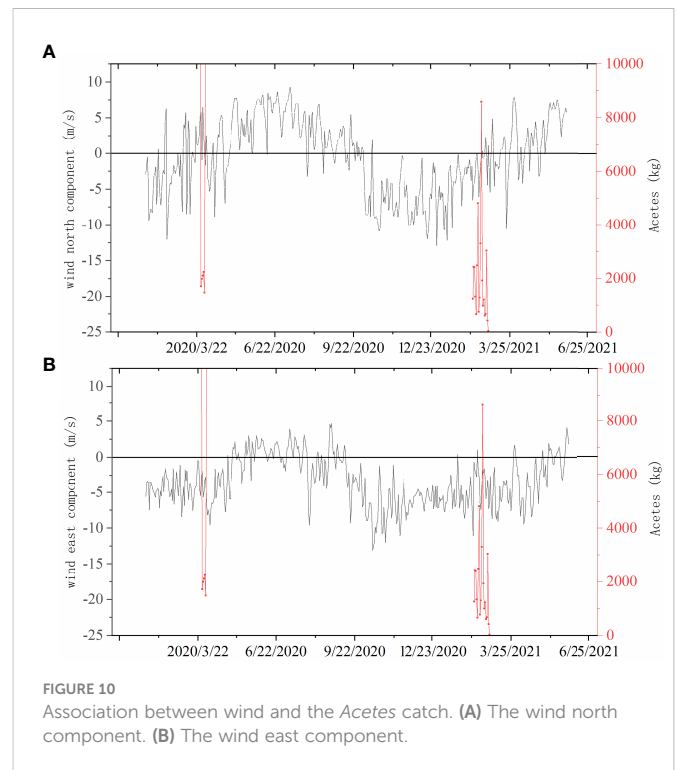 A
10
5
0
-5
-10
-15
-20
-25
wind north component (m/s)
10000
8000
6000
4000
2000
0
Acetes (kg)
2020/3/22 6/22/2020 9/22/2020 12/23/2020 3/25/2021 6/25/2021
B
10
5
0
-5
-10
-15
-20
-25
wind east component (m/s)
10000
8000
6000
4000
2000
0
Acetes (kg)
2020/3/22 6/22/2020 9/22/2020 12/23/2020 3/25/2021 6/25/2021
FIGURE 10
Association between wind and the Acetes catch. (A) The wind north
component. (B) The wind east component.